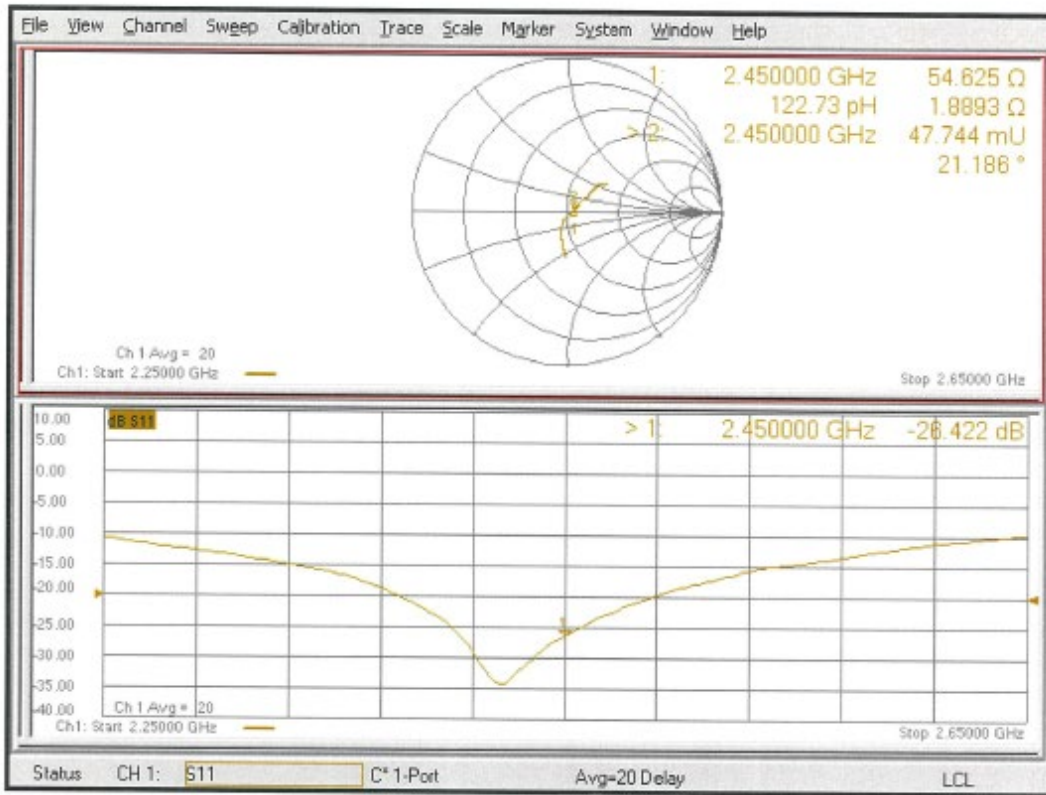 File View Channel Sweep Calibration Trace Scale Marker System Window Help
1: 2.450000 GHz 54.625 Ω
122.73 pH 1.8893 Ω
> 2: 2.450000 GHz 47.744 mU
21.186 °
Ch 1 Avg = 20
Ch1: Start 2.25000 GHz
Stop 2.65000 GHz
10.00
dB S11
> 1: 2.450000 GHz -26.422 dB
5.00
0.00
-5.00
-10.00
-15.00
-20.00
-25.00
1
-30.00
-35.00
-40.00
Ch 1 Avg = 20
Ch1: Start 2.25000 GHz
Stop 2.65000 GHz
Status CH 1: S11 C* 1-Port Avg=20 Delay LCL